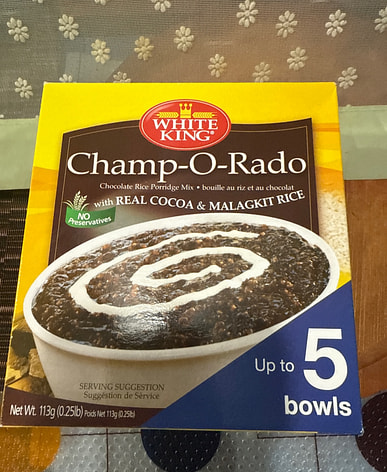 WHITE
KING®
Champ-O-Rado
Chocolate Rice Porridge Mix • bouille au riz et au chocolat
with REAL COCOA & MALAGKIT RICE
NO
Preservatives
Up to 5
bowls
SERVING SUGGESTION
Suggéstion de Sèrvice
Net Wt. 113g (0.25lb) Poids Net 113g (0.25lb)